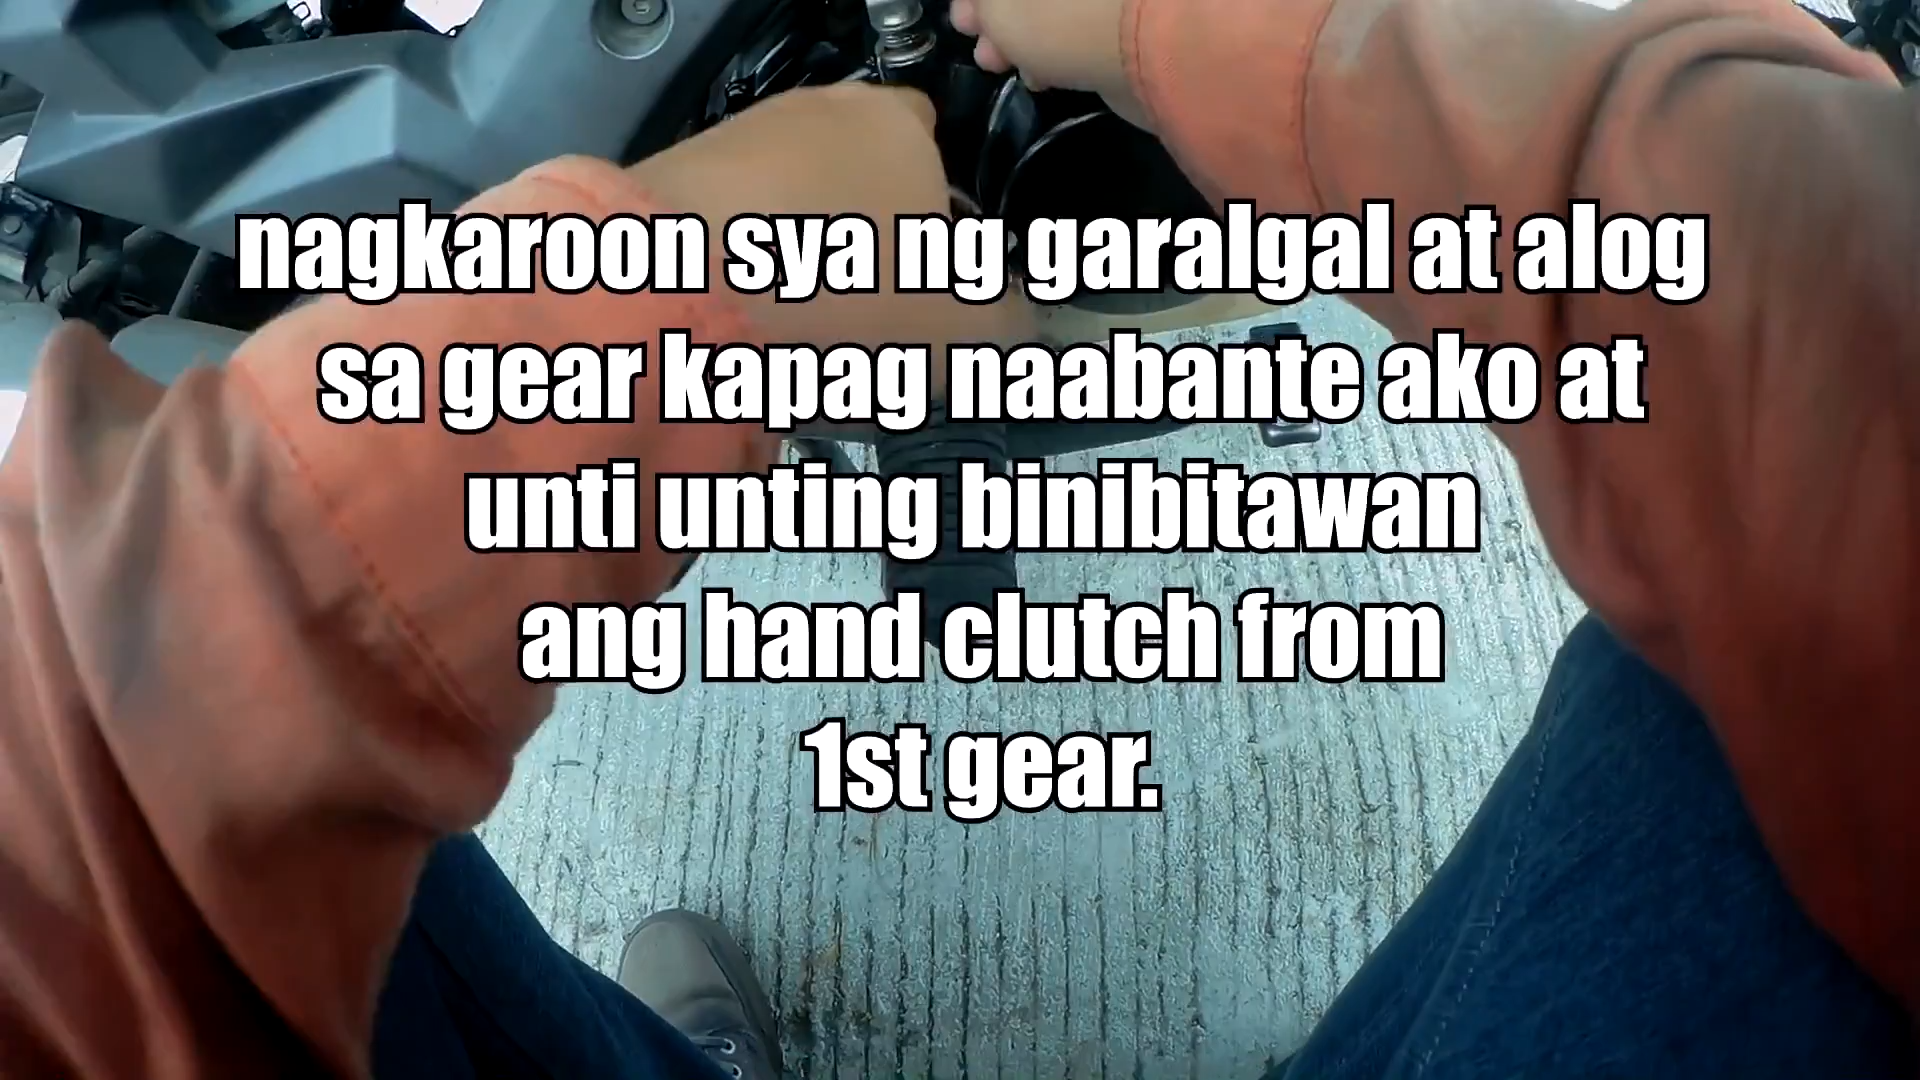 nagkaroon sya ng garalgal at alog
sa gear kapag naabante ako at
unti unting binibitawan
ang hand clutch from
1st gear.